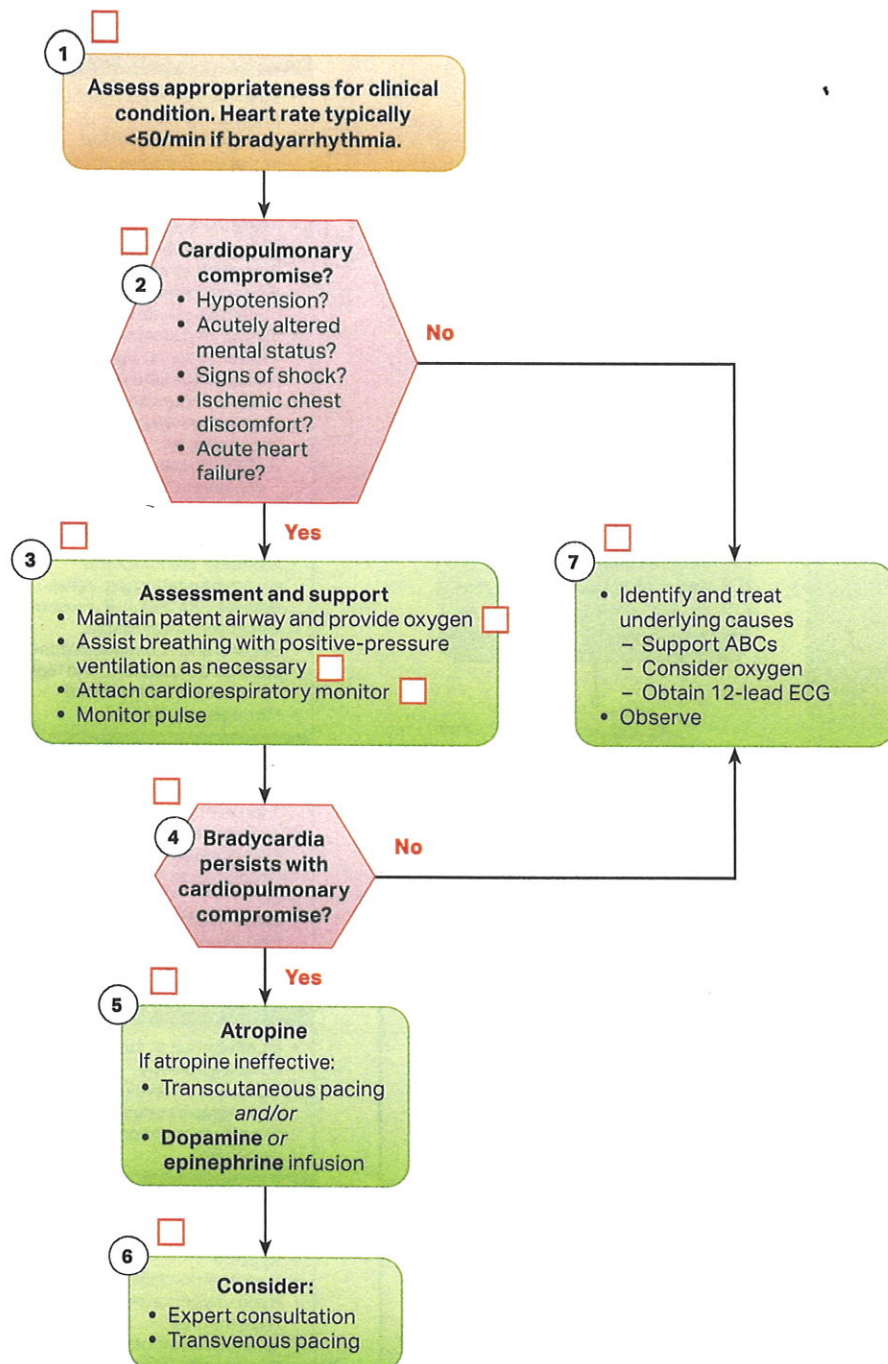 1
Assess appropriateness for clinical
condition. Heart rate typically
<50/min if bradyarrhythmia.
2
Cardiopulmonary
compromise?
• Hypotension?
• Acutely altered
mental status?
• Signs of shock?
• Ischemic chest
discomfort?
• Acute heart
failure?
No
Yes
3
Assessment and support
• Maintain patent airway and provide oxygen
• Assist breathing with positive-pressure
ventilation as necessary
• Attach cardiorespiratory monitor
• Monitor pulse
7
• Identify and treat
underlying causes
– Support ABCs
– Consider oxygen
– Obtain 12-lead ECG
• Observe
4
Bradycardia
persists with
cardiopulmonary
compromise?
No
Yes
5
Atropine
If atropine ineffective:
• Transcutaneous pacing
and/or
• Dopamine or
epinephrine infusion
6
Consider:
• Expert consultation
• Transvenous pacing